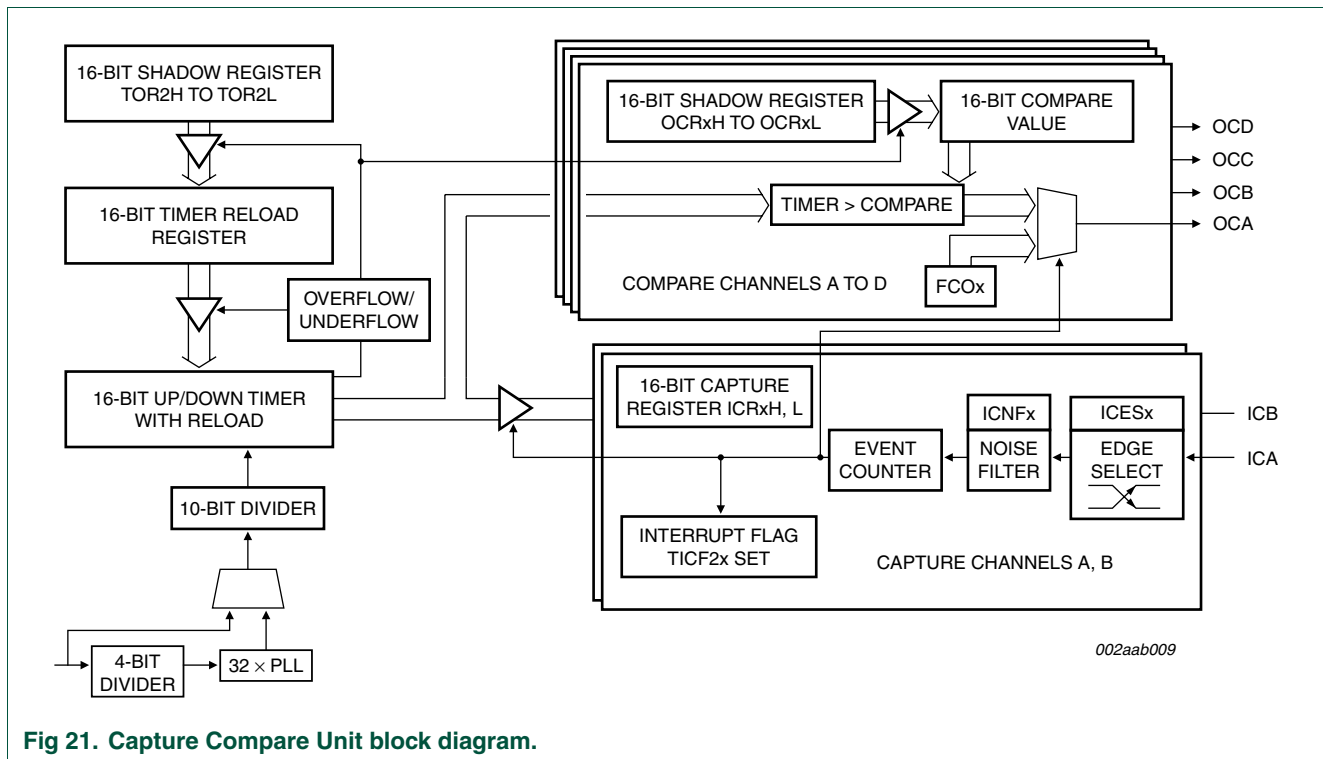 16-BIT SHADOW REGISTER
TOR2H TO TOR2L
16-BIT TIMER RELOAD
REGISTER
OVERFLOW/
UNDERFLOW
16-BIT UP/DOWN TIMER
WITH RELOAD
10-BIT DIVIDER
4-BIT
DIVIDER
32 × PLL
16-BIT SHADOW REGISTER
OCRxH TO OCRxL
16-BIT COMPARE
VALUE
TIMER > COMPARE
COMPARE CHANNELS A TO D
FCOx
OCD
OCC
OCB
OCA
16-BIT CAPTURE
REGISTER ICRxH, L
EVENT
COUNTER
ICNFx
NOISE
FILTER
ICESx
EDGE
SELECT
ICB
ICA
INTERRUPT FLAG
TICF2x SET
CAPTURE CHANNELS A, B
002aab009
Fig 21. Capture Compare Unit block diagram.